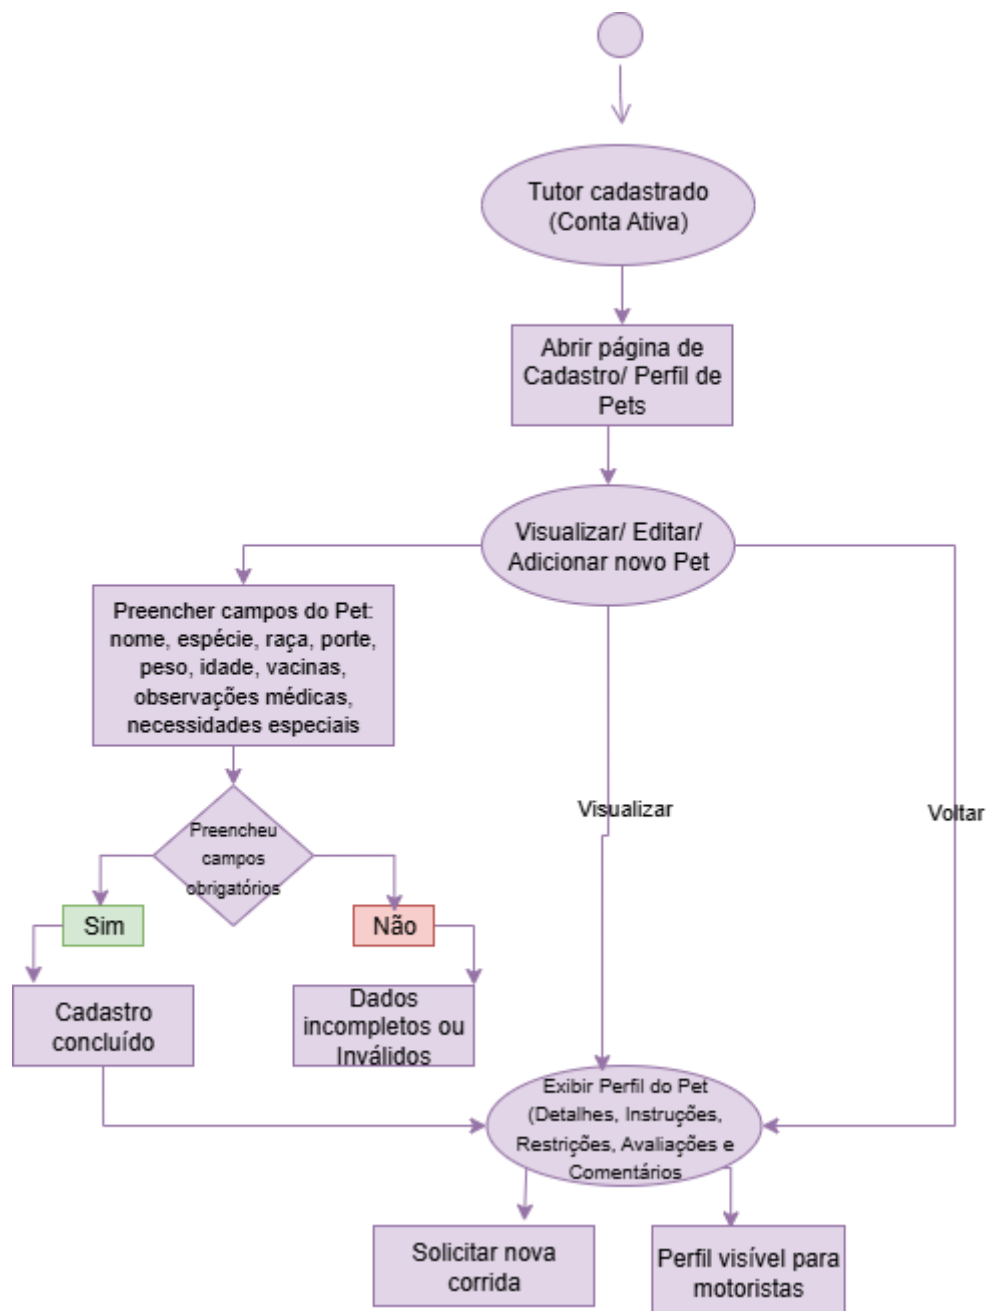 Tutor cadastrado
(Conta Ativa)
Abrir página de
Cadastro/ Perfil de
Pets
Visualizar/ Editar/
Adicionar novo Pet
Preencher campos do Pet:
nome, espécie, raça, porte,
peso, idade, vacinas,
observações médicas,
necessidades especiais
Visualizar
Voltar
Preencheu
campos
obrigatórios
Sim
Não
Cadastro
concluído
Dados
incompletos ou
Inválidos
Exibir Perfil do Pet
(Detalhes, Instruções,
Restrições, Avaliações e
Comentários
Solicitar nova
corrida
Perfil visível para
motoristas